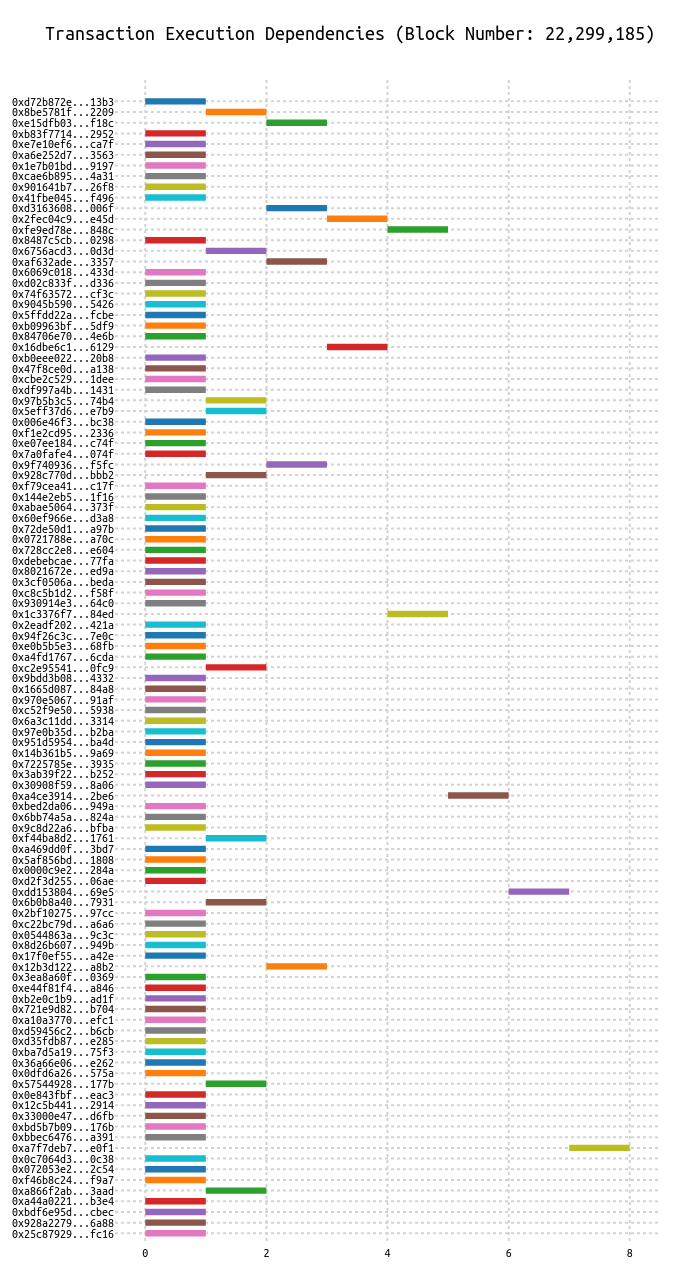 Transaction Execution Dependencies (Block Number: 22,299,185)
0xd72b872e...13b3
0x8be5781f...2209
0xe15dfb03...f18c
0xb83f7714...2952
0xe7e10ef6...ca7f
0xa6e252d7...3563
0x1e7b01bd...9197
0xcae6b895...4a31
0x901641b7...26f8
0x41fbe045...f496
0xd3163608...006f
0x2fec04c9...e45d
0xfe9ed78e...848c
0x8487c5cb...0298
0x6756acd3...0d3d
0xaf632ade...3357
0x6069c018...433d
0xd02c833f...d336
0x74f63572...cf3c
0x9045b590...5426
0x5ffdd22a...fcbe
0xb09963bf...5df9
0x84706e70...4e6b
0x16dbe6c1...6129
0xb0eee022...20b8
0x47f8ce0d...a138
0xcbe2c529...1dee
0xdf997a4b...1431
0x97b5b3c5...74b4
0x5eff37d6...e7b9
0x006e46f3...bc38
0xf1e2cd95...2336
0xe07ee184...c74f
0x7a0fafe4...074f
0x9f740936...f5fc
0x928c770d...bbb2
0xf79cea41...c17f
0x144e2eb5...1f16
0xabae5064...373f
0x60ef966e...d3a8
0x72de50d1...a97b
0x0721788e...a70c
0x728cc2e8...e604
0xdebebcae...77fa
0x8021672e...ed9a
0x3cf0506a...beda
0xc8c5b1d2...f58f
0x930914e3...64c0
0x1c3376f7...84ed
0x2eadf202...421a
0x94f26c3c...7e0c
0xe0b5b5e3...68fb
0xa4fd1767...6cda
0xc2e95541...0fc9
0x9bdd3b08...4332
0x1665d087...84a8
0x970e5067...91af
0xc52f9e50...5938
0x6a3c11dd...3314
0x97e0b35d...b2ba
0x951d5954...ba4d
0x14b361b5...9a69
0x7225785e...3935
0x3ab39f22...b252
0x30908f59...8a06
0xa4ce3914...2be6
0xbed2da06...949a
0x6bb74a5a...824a
0x9c8d22a6...bfba
0xf44ba8d2...1761
0xa469dd0f...3bd7
0x5af856bd...1808
0x0000c9e2...284a
0xd2f3d255...06ae
0xdd153804...69e5
0x6b0b8a40...7931
0x2bf10275...97cc
0xc22bc79d...a6a6
0x0544863a...9c3c
0x8d26b607...949b
0x17f0ef55...a42e
0x12b3d122...a8b2
0x3ea8a60f...0369
0xe44f81f4...a846
0xb2e0c1b9...ad1f
0x721e9d82...b704
0xa10a3770...efc1
0xd59456c2...b6cb
0xd35fdb87...e285
0xba7d5a19...75f3
0x36a66e06...e262
0x0dfd6a26...575a
0x57544928...177b
0x0e843fbf...eac3
0x12c5b441...2914
0x33000e47...d6fb
0xbd5b7b09...176b
0xbbec6476...a391
0xa7f7deb7...e0f1
0x0c7064d3...0c38
0x072053e2...2c54
0xf46b8c24...f9a7
0xa866f2ab...3aad
0xa44a0221...b3e4
0xbdf6e95d...cbec
0x928a2279...6a88
0x25c87929...fc16
0 2 4 6 8